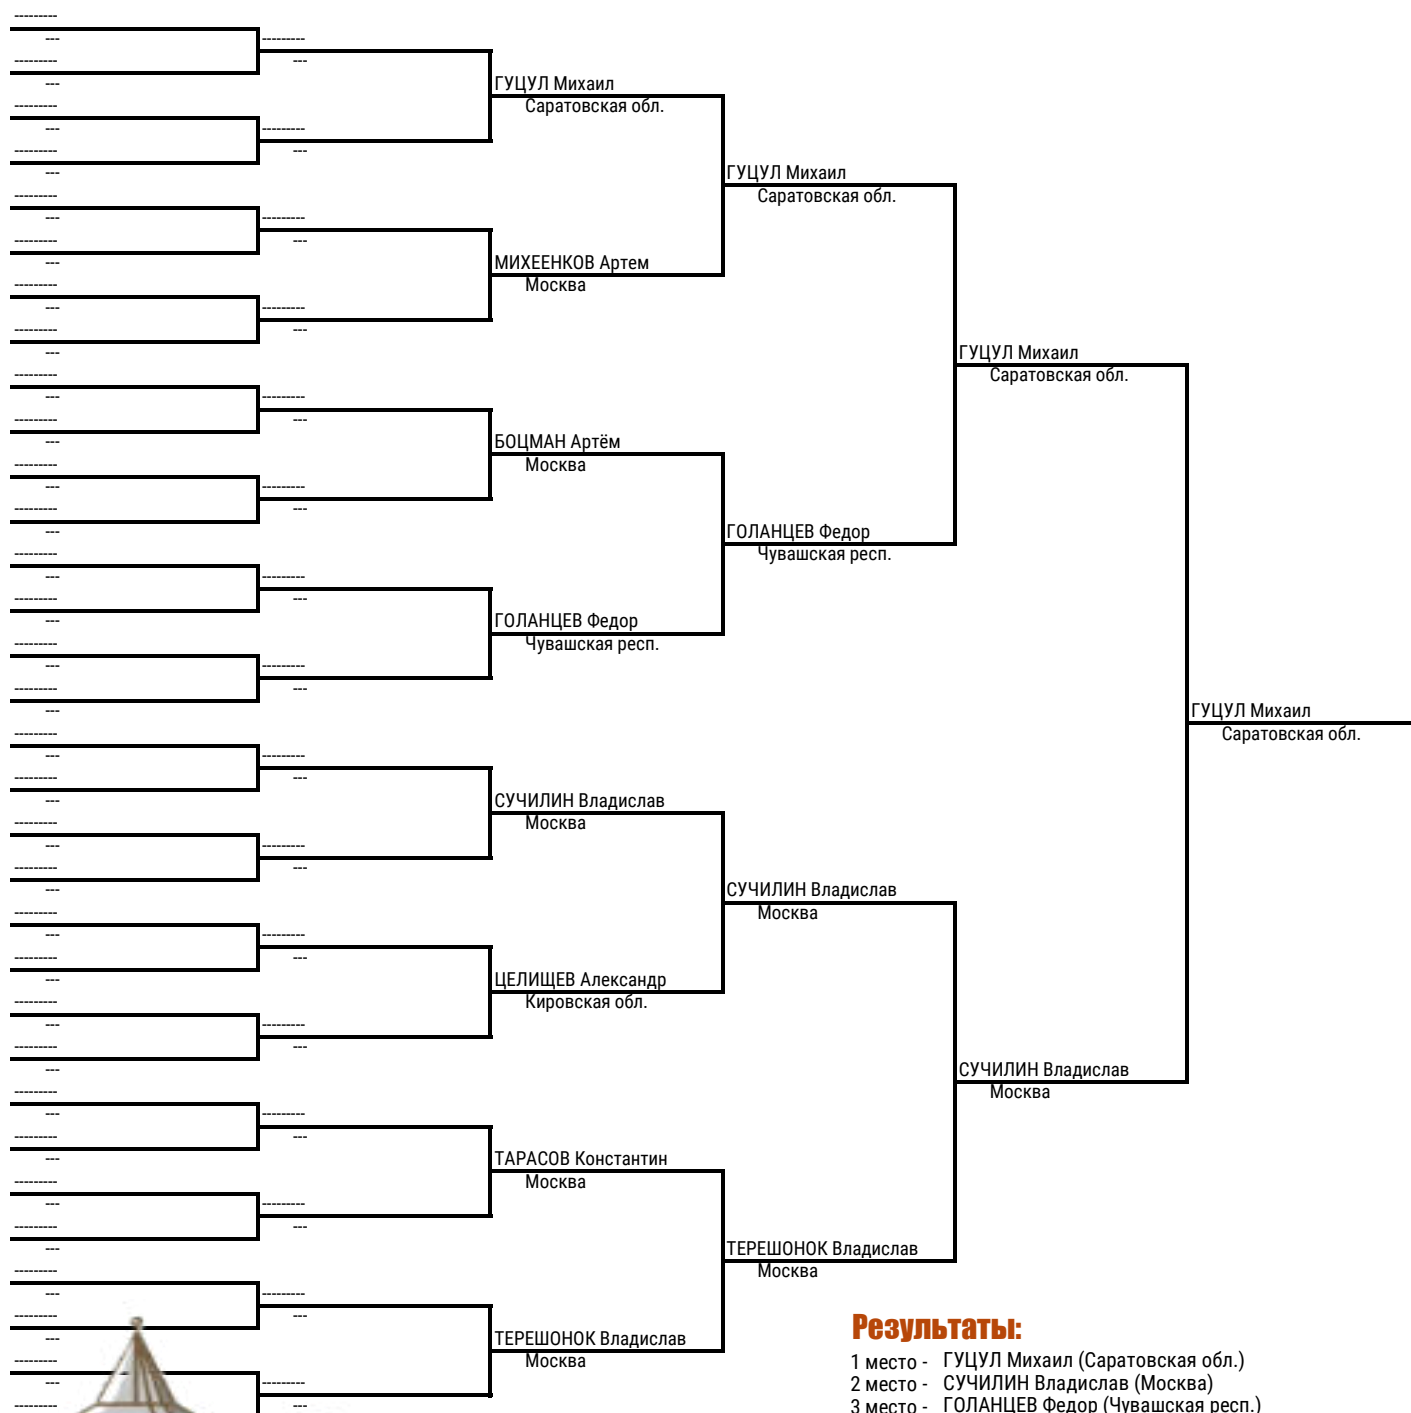 ГУЦУЛ Михаил
Саратовская обл.
МИХЕЕНКОВ Артем
Москва
БОЦМАН Артём
Москва
ГОЛАНЦЕВ Федор
Чувашская респ.
СУЧИЛИН Владислав
Москва
ЦЕЛИЩЕВ Александр
Кировская обл.
ТАРАСОВ Константин
Москва
ТЕРЕШОНОК Владислав
Москва
ГУЦУЛ Михаил
Саратовская обл.
ГОЛАНЦЕВ Федор
Чувашская респ.
СУЧИЛИН Владислав
Москва
ТЕРЕШОНОК Владислав
Москва
ГУЦУЛ Михаил
Саратовская обл.
СУЧИЛИН Владислав
Москва
ГУЦУЛ Михаил
Саратовская обл.
Результаты:
1 место - ГУЦУЛ Михаил (Саратовская обл.)
2 место - СУЧИЛИН Владислав (Москва)
3 место - ГОЛАНЦЕВ Федор (Чувашская респ.)